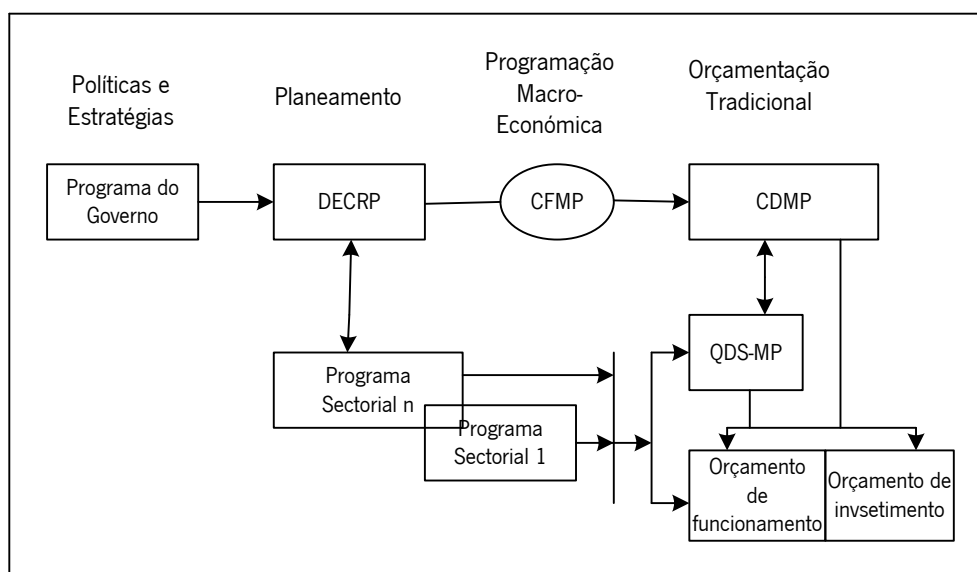 Políticas e
Estratégias
Planeamento
Programação
Macro-
Económica
Orçamentação
Tradicional
Programa do
Governo
DECRP
CFMP
CDMP
QDS-MP
Programa
Sectorial n
Programa
Sectorial 1
Orçamento
de
funcionamento
Orçamento de
invsetimento